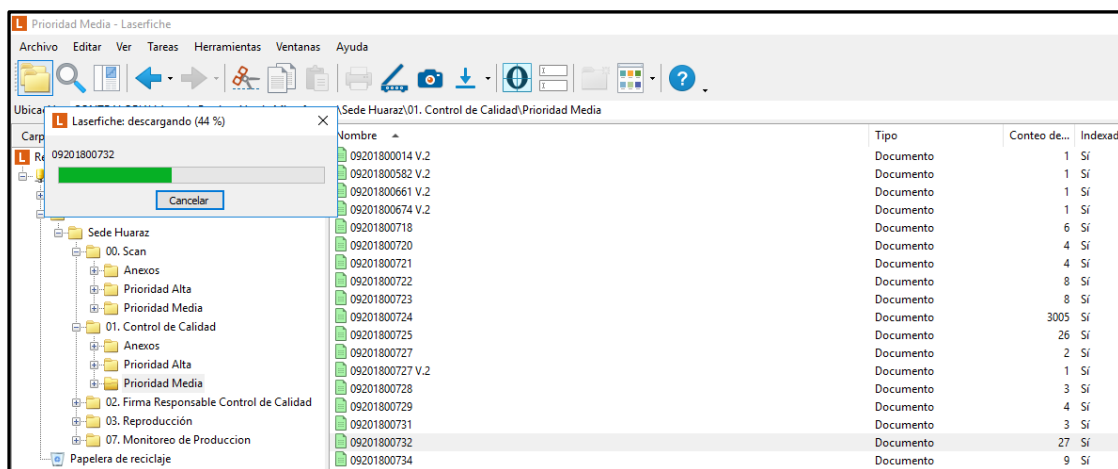 L Prioridad Media - Laserfiche
Archivo Editar Ver Tareas Herramientas Ventanas Ayuda
Ubica \Sede Huaraz\01. Control de Calidad\Prioridad Media
L Laserfiche: descargando (44 %)
09201800732
Cancelar
Carp
L Re
Sede Huaraz
00. Scan
Anexos
Prioridad Alta
Prioridad Media
01. Control de Calidad
Anexos
Prioridad Alta
Prioridad Media
02. Firma Responsable Control de Calidad
03. Reproducción
07. Monitoreo de Produccion
Papelera de reciclaje
Nombre Tipo Conteo de... Indexad
09201800014 V.2 Documento 1 Sí
09201800582 V.2 Documento 1 Sí
09201800661 V.2 Documento 1 Sí
09201800674 V.2 Documento 1 Sí
09201800718 Documento 6 Sí
09201800720 Documento 4 Sí
09201800721 Documento 4 Sí
09201800722 Documento 8 Sí
09201800723 Documento 8 Sí
09201800724 Documento 3005 Sí
09201800725 Documento 26 Sí
09201800727 Documento 2 Sí
09201800727 V.2 Documento 1 Sí
09201800728 Documento 3 Sí
09201800729 Documento 4 Sí
09201800731 Documento 3 Sí
09201800732 Documento 27 Sí
09201800734 Documento 9 Sí